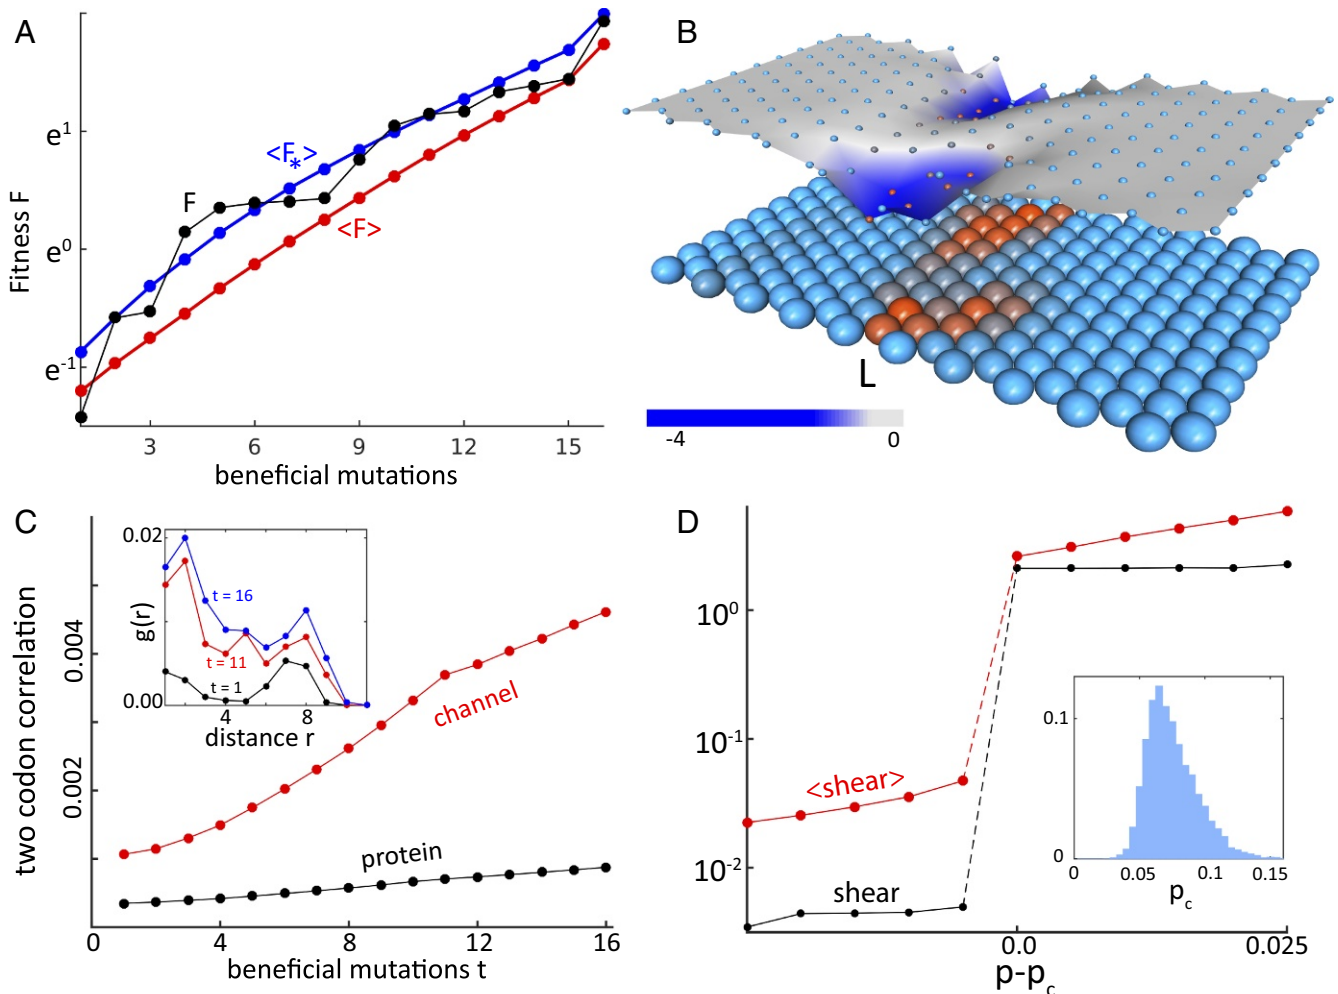 A
Fitness F
e¹
e⁰
e⁻¹
<F*>
F
<F>
3 6 9 12 15
beneficial mutations
B
L
-4 0
C
two codon correlation
0.004
0.002
0.02
g(r)
0.00
t = 16
t = 11
t = 1
4 8
distance r
channel
protein
0 4 8 12 16
beneficial mutations t
D
10⁰
10⁻¹
10⁻²
<shear>
shear
0.1
0
0 0.05 0.1 0.15
p_c
0.0 0.025
p-p_c